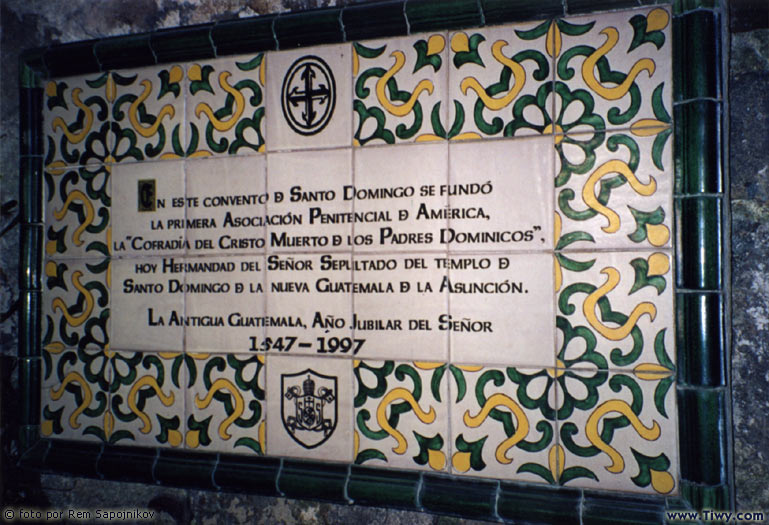 EN ESTE CONVENTO D SANTO DOMINGO SE FUNDÓ
LA PRIMERA ASOCIACIÓN PENITENCIAL D AMÉRICA,
LA "COFRADÍA DEL CRISTO MUERTO D LOS PADRES DOMINICOS",
HOY HERMANDAD DEL SEÑOR SEPULTADO DEL TEMPLO D
SANTO DOMINGO D LA NUEVA GUATEMALA D LA ASUNCIÓN.
LA ANTIGUA GUATEMALA, AÑO JUBILAR DEL SEÑOR
1547-1997
© foto por Rem Sapojnikov
www.Tiwy.com